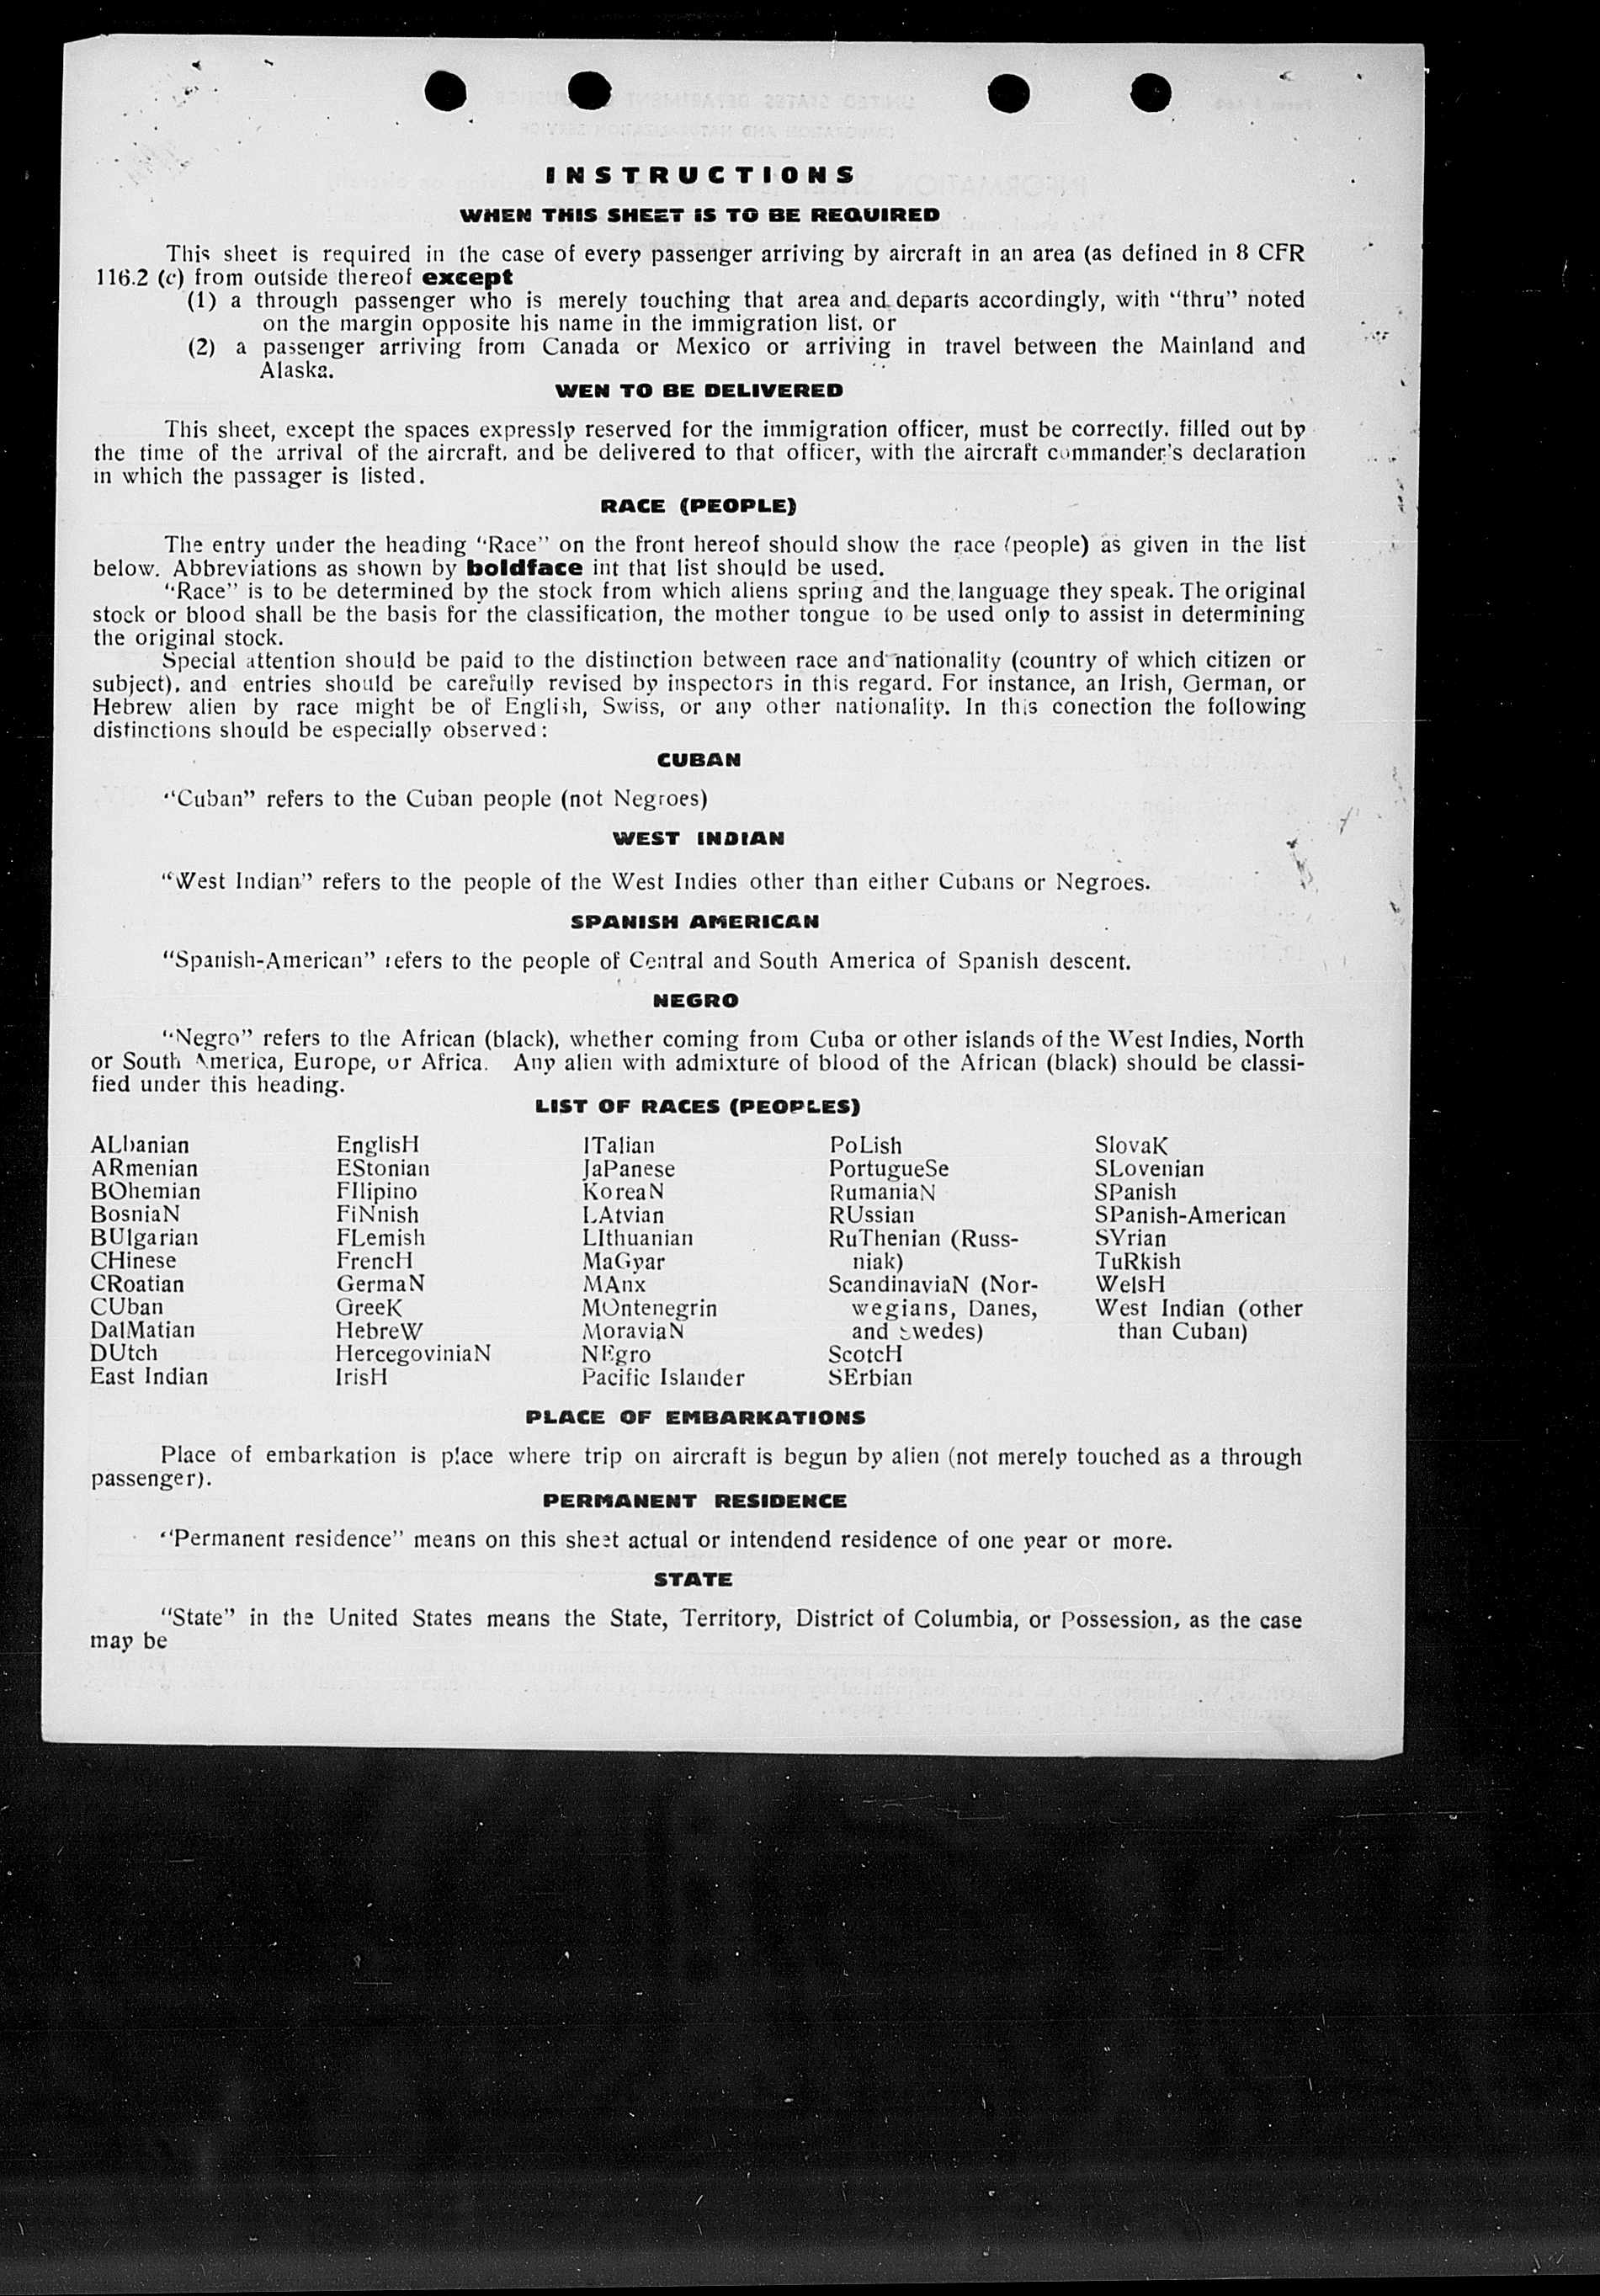 INSTRUCTIONS
WHEN THIS SHEET IS TO BE REQUIRED
This sheet is required in the case of every passenger arriving by aircraft in an area (as defined in 8 CFR
116.2 (c) from outside thereof except
(1) a through passenger who is merely touching that area and departs accordingly, with "thru" noted
on the margin opposite his name in the immigration list, or
(2) a passenger arriving from Canada or Mexico or arriving in travel between the Mainland and
Alaska.
WEN TO BE DELIVERED
This sheet, except the spaces expressly reserved for the immigration officer, must be correctly, filled out by
the time of the arrival of the aircraft, and be delivered to that officer, with the aircraft commander's declaration
in which the passager is listed.
RACE (PEOPLE)
The entry under the heading "Race" on the front hereof should show the race (people) as given in the list
below. Abbreviations as shown by boldface int that list should be used.
"Race" is to be determined by the stock from which aliens spring and the language they speak. The original
stock or blood shall be the basis for the classification, the mother tongue to be used only to assist in determining
the original stock.
Special attention should be paid to the distinction between race and nationality (country of which citizen or
subject), and entries should be carefully revised by inspectors in this regard. For instance, an Irish, German, or
Hebrew alien by race might be of English, Swiss, or any other nationality. In this conection the following
distinctions should be especially observed:
CUBAN
"Cuban" refers to the Cuban people (not Negroes)
WEST INDIAN
"West Indian" refers to the people of the West Indies other than either Cubans or Negroes.
SPANISH AMERICAN
"Spanish-American" refers to the people of Central and South America of Spanish descent.
NEGRO
"Negro" refers to the African (black), whether coming from Cuba or other islands of the West Indies, North
or South America, Europe, or Africa. Any alien with admixture of blood of the African (black) should be classi-
fied under this heading.
LIST OF RACES (PEOPLES)
ALbanian EnglisH ITalian PoLish SlovaK
ARmenian EStonian JaPanese PortugueSe SLovenian
BOhemian FIlipino KoreaN RumaniaN SPanish
BosniaN FiNnish LAtvian RUssian SPanish-American
BUlgarian FLemish LIthuanian RuThenian (Russ- SYrian
CHinese FrencH MaGyar niak) TuRkish
CRoatian GermaN MAnx ScandinaviaN (Nor- WelsH
CUban GreeK MOntenegrin wegians, Danes, West Indian (other
DalMatian HebreW MoraviaN and Swedes) than Cuban)
DUtch HercegoviniaN NEgro ScotcH
East Indian IrisH Pacific Islander SErbian
PLACE OF EMBARKATIONS
Place of embarkation is place where trip on aircraft is begun by alien (not merely touched as a through
passenger).
PERMANENT RESIDENCE
"Permanent residence" means on this sheet actual or intendend residence of one year or more.
STATE
"State" in the United States means the State, Territory, District of Columbia, or Possession, as the case
may be